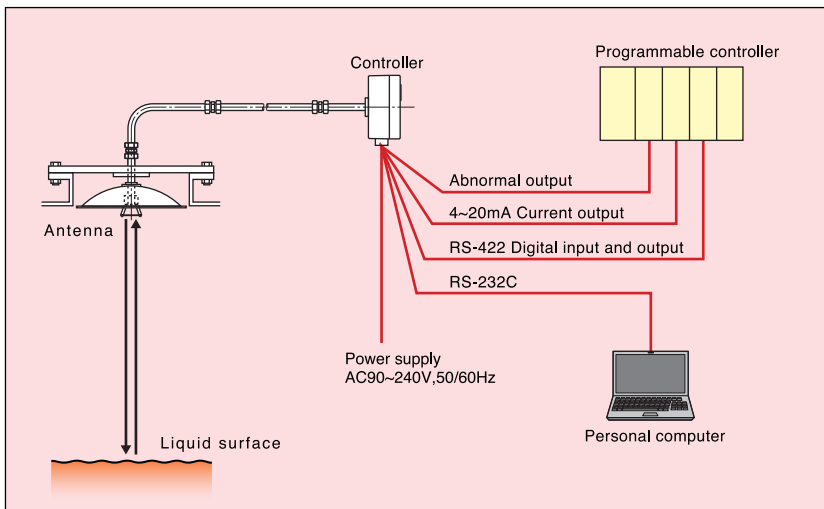 Controller
Programmable controller
Abnormal output
4~20mA Current output
Antenna
RS-422 Digital input and output
RS-232C
Power supply
AC90~240V,50/60Hz
Liquid surface
Personal computer